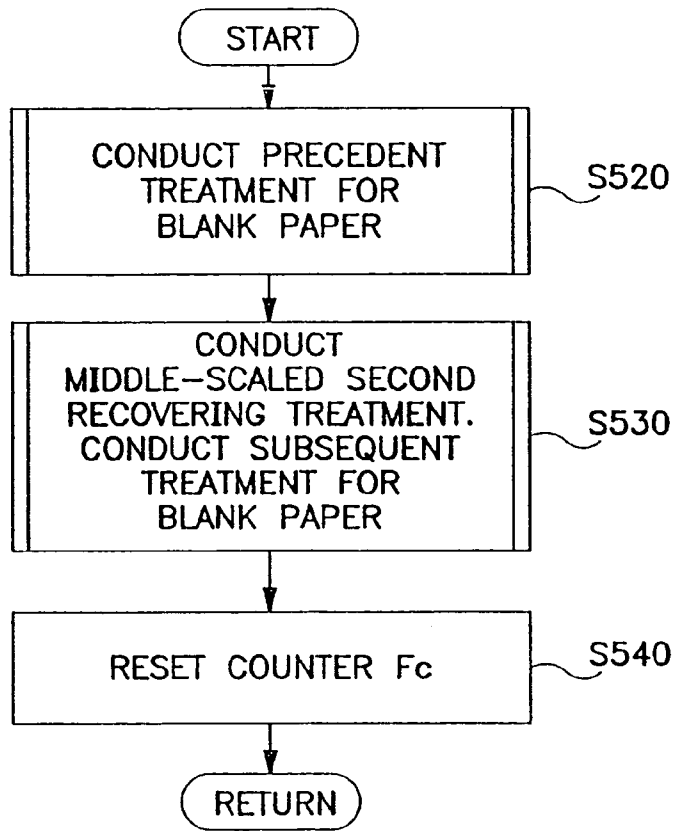 START
CONDUCT PRECEDENT
TREATMENT FOR
BLANK PAPER
S520
CONDUCT
MIDDLE-SCALED SECOND
RECOVERING TREATMENT.
CONDUCT SUBSEQUENT
TREATMENT FOR
BLANK PAPER
S530
RESET COUNTER Fc
S540
RETURN